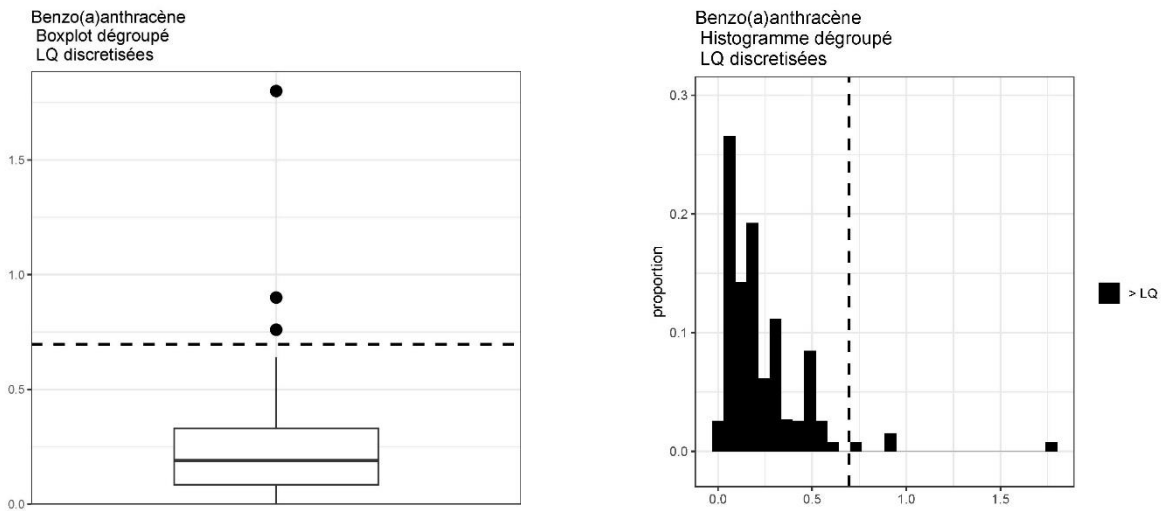 Benzo(a)anthracène
Boxplot dégroupé
LQ discretisées
1.5
1.0
0.5
0.0
Benzo(a)anthracène
Histogramme dégroupé
LQ discretisées
0.3
0.2
0.1
0.0
proportion
0.0 0.5 1.0 1.5
> LQ